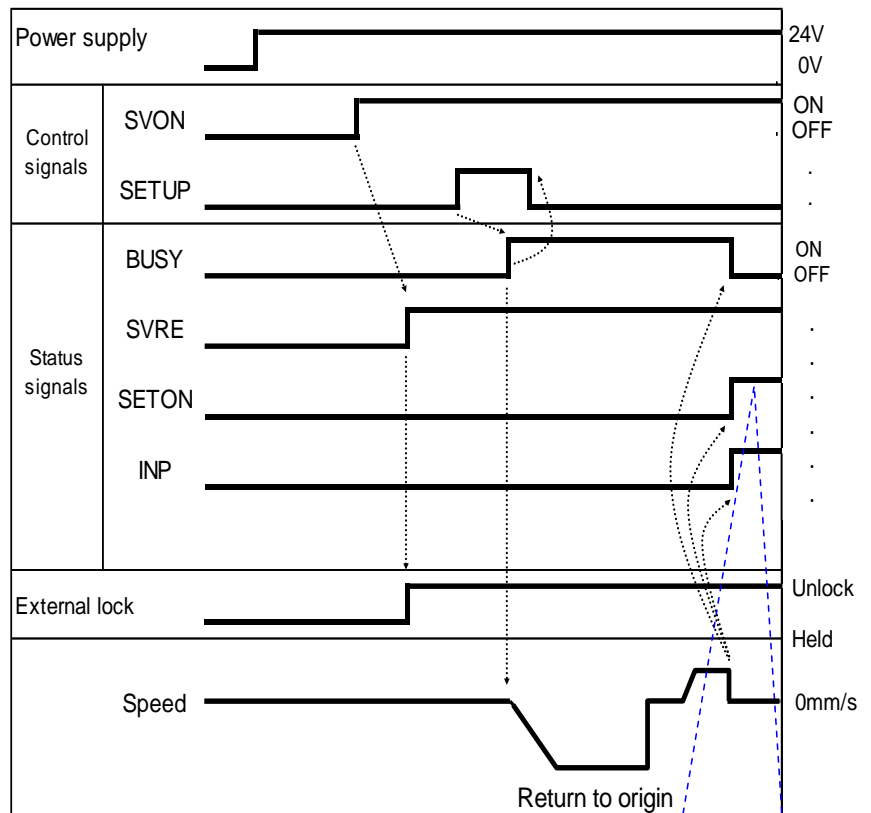 Power supply
24V
0V
Control
signals
SVON
ON
OFF
SETUP
.
.
Status
signals
BUSY
ON
OFF
SVRE
.
.
SETON
.
.
INP
.
.
External lock
Unlock
Held
Speed
0mm/s
Return to origin